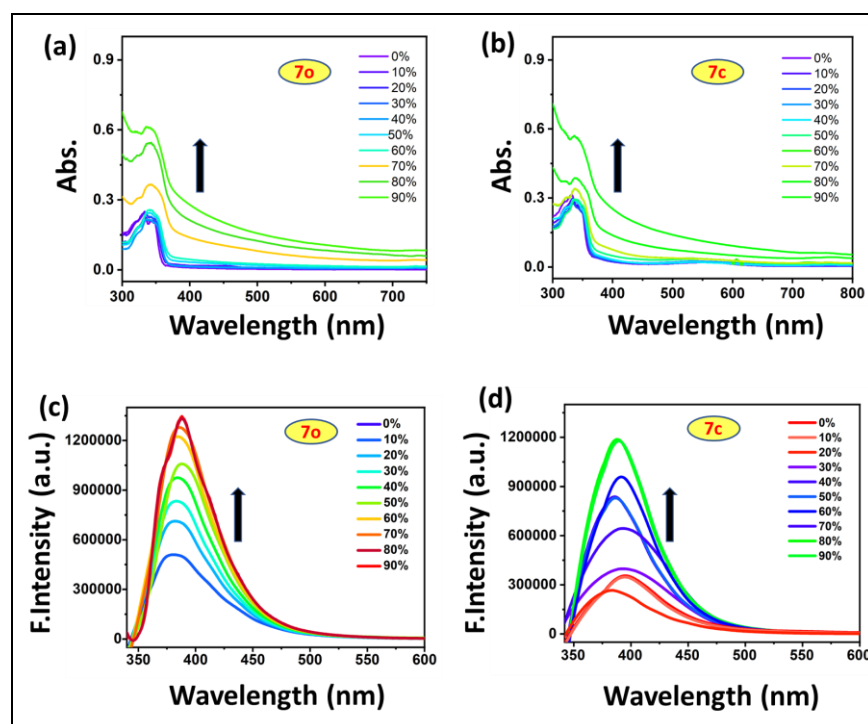 (a)
7o
0%
10%
20%
30%
40%
50%
60%
70%
80%
90%
0.9
0.6
0.3
0.0
Abs.
300 400 500 600 700
Wavelength (nm)
(b)
7c
0%
10%
20%
30%
40%
50%
60%
70%
80%
90%
0.9
0.6
0.3
0.0
Abs.
300 400 500 600 700 800
Wavelength (nm)
(c)
7o
0%
10%
20%
30%
40%
50%
60%
70%
80%
90%
1200000
900000
600000
300000
0
F.Intensity (a.u.)
350 400 450 500 550 600
Wavelength (nm)
(d)
7c
0%
10%
20%
30%
40%
50%
60%
70%
80%
90%
1200000
900000
600000
300000
0
F.Intensity (a.u.)
350 400 450 500 550 600
Wavelength (nm)